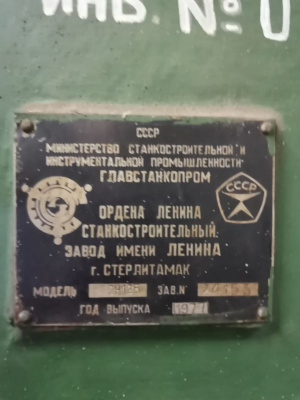 ИНВ. № 0
СССР
МИНИСТЕРСТВО СТАНКОСТРОИТЕЛЬНОЙ И
ИНСТРУМЕНТАЛЬНОЙ ПРОМЫШЛЕННОСТИ
ГЛАВСТАНКОПРОМ
СССР
ОРДЕНА ЛЕНИНА
СТАНКОСТРОИТЕЛЬНЫЙ
ЗАВОД ИМЕНИ ЛЕНИНА
г. СТЕРЛИТАМАК
МОДЕЛЬ ЗАВ.N
ГОД ВЫПУСКА 1977